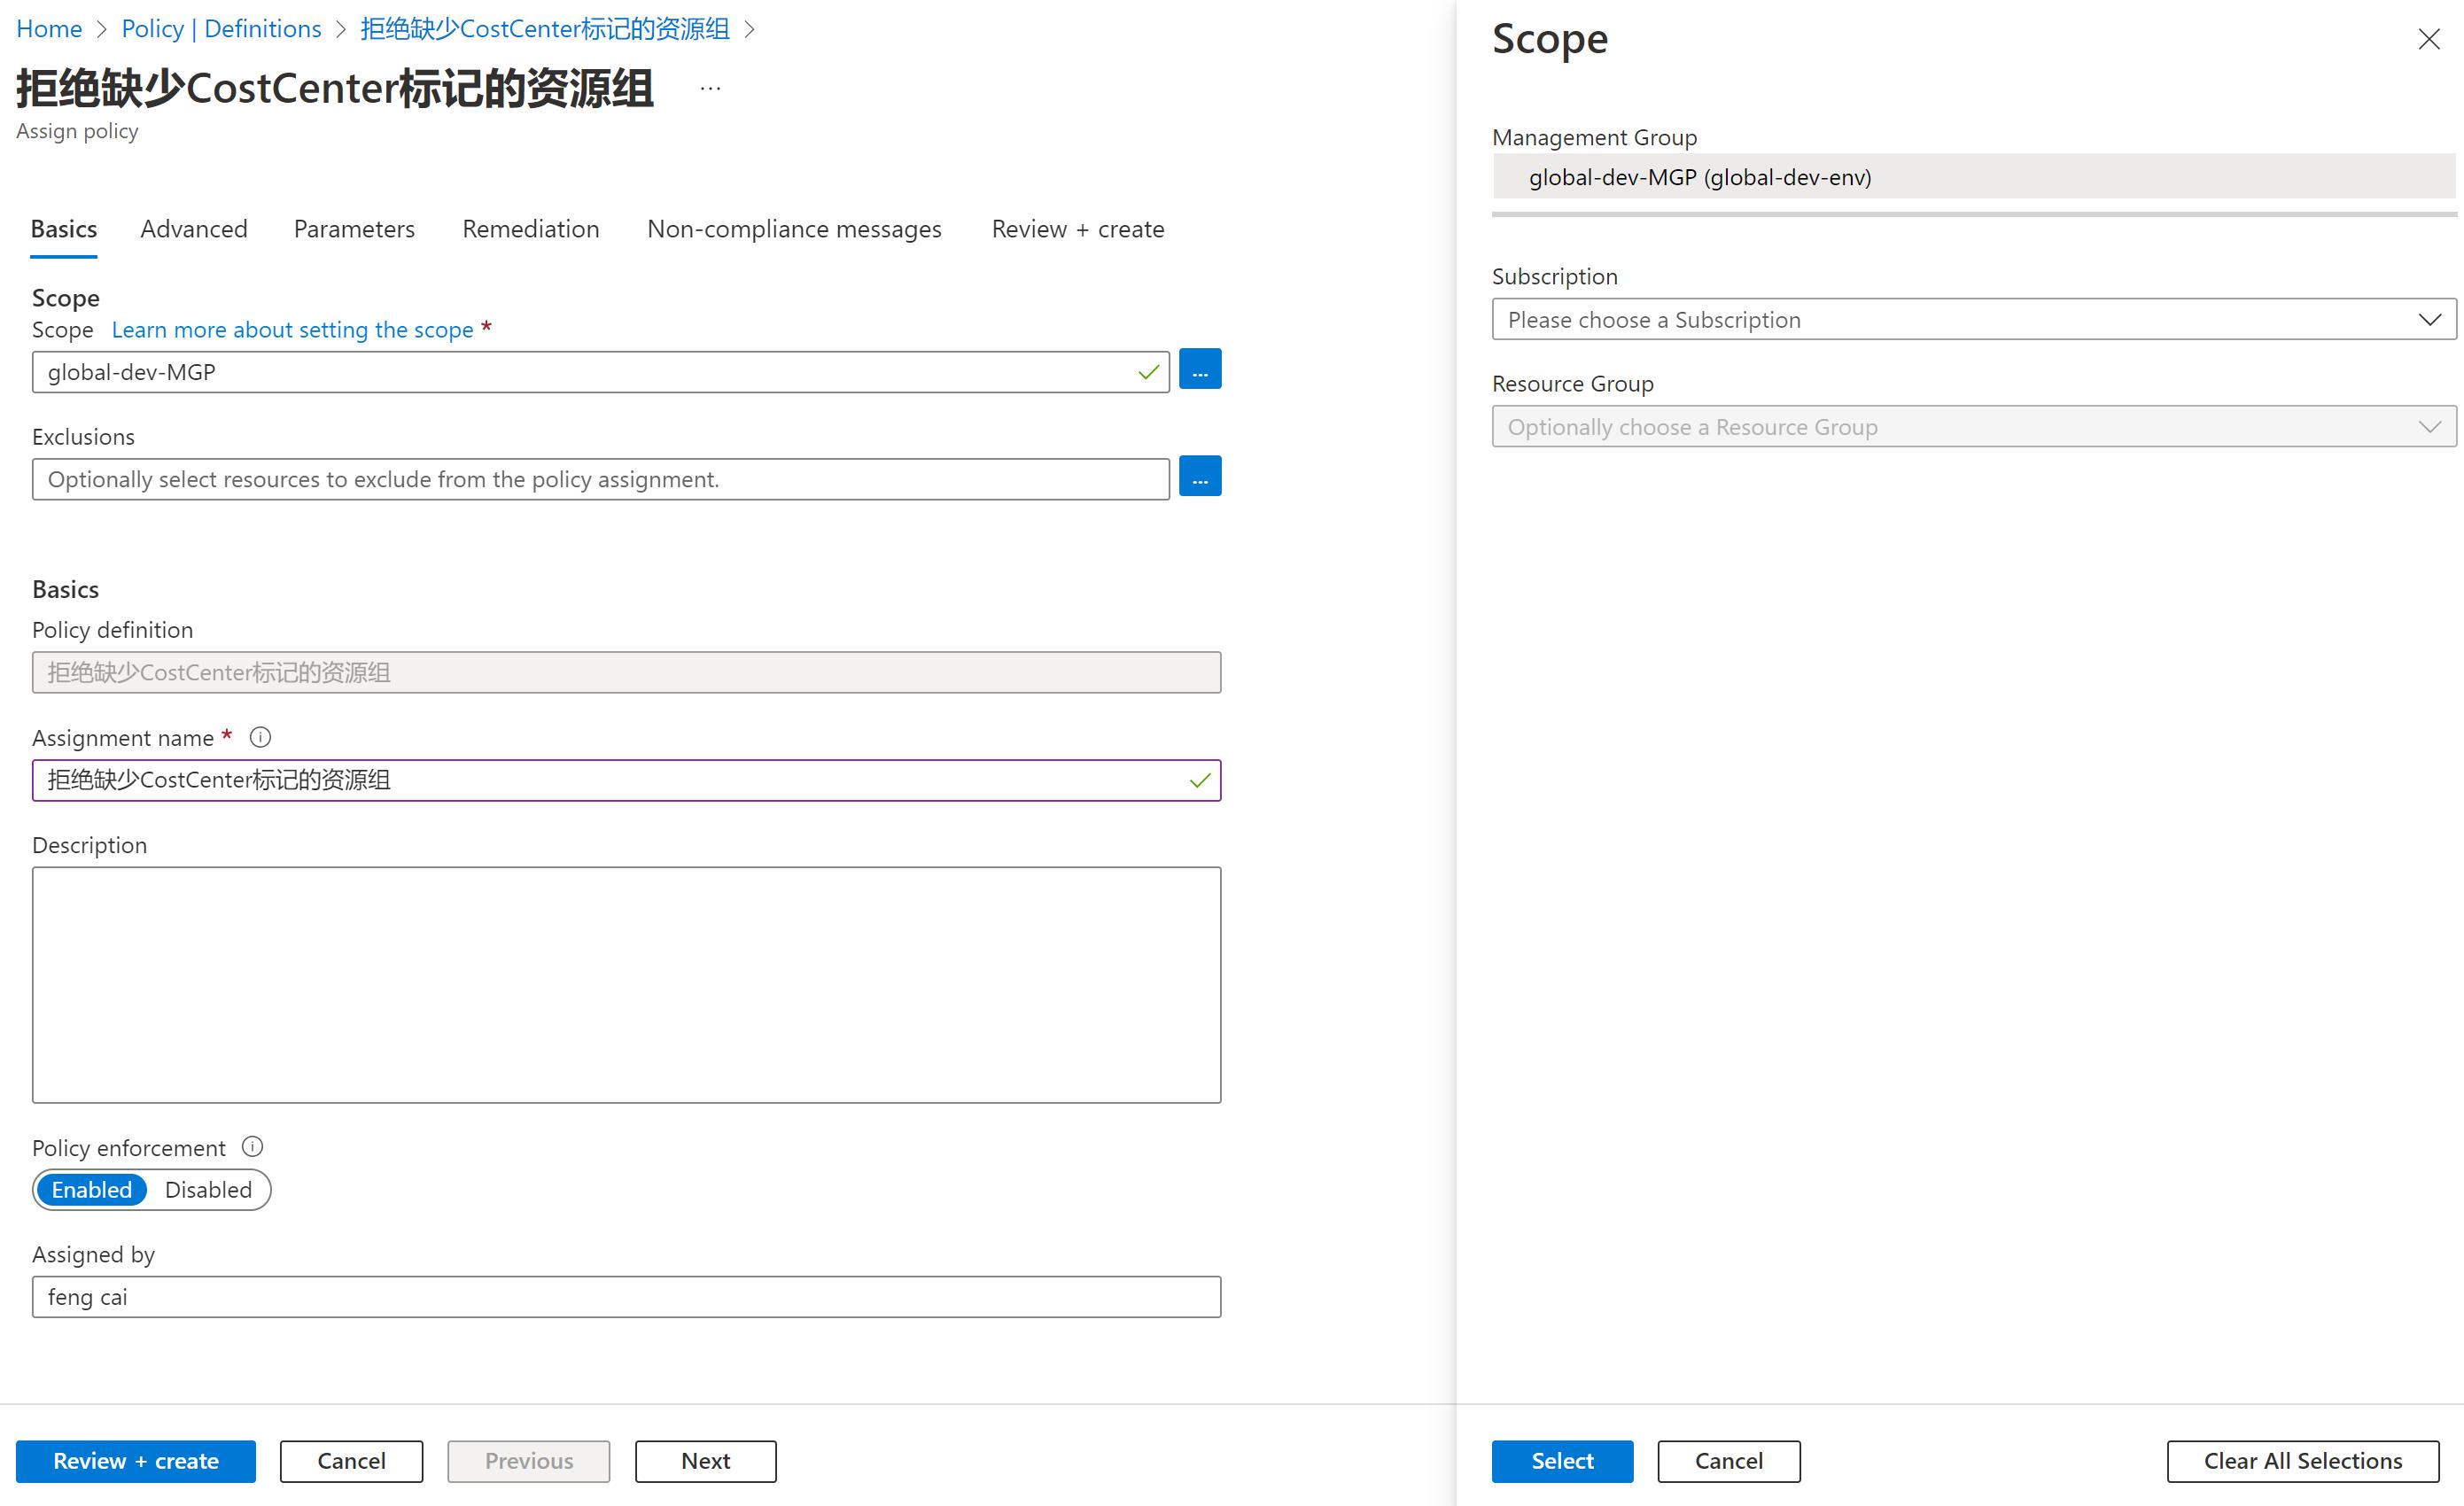 Home > Policy | Definitions > 拒绝缺少CostCenter标记的资源组 >
拒绝缺少CostCenter标记的资源组 ...
Assign policy
Basics Advanced Parameters Remediation Non-compliance messages Review + create
Scope
Scope Learn more about setting the scope *
global-dev-MGP
...
Exclusions
Optionally select resources to exclude from the policy assignment.
...
Basics
Policy definition
拒绝缺少CostCenter标记的资源组
Assignment name *
拒绝缺少CostCenter标记的资源组
Description
Policy enforcement
Enabled Disabled
Assigned by
feng cai
Review + create Cancel Previous Next
Scope
Management Group
global-dev-MGP (global-dev-env)
Subscription
Please choose a Subscription
Resource Group
Optionally choose a Resource Group
Select Cancel Clear All Selections